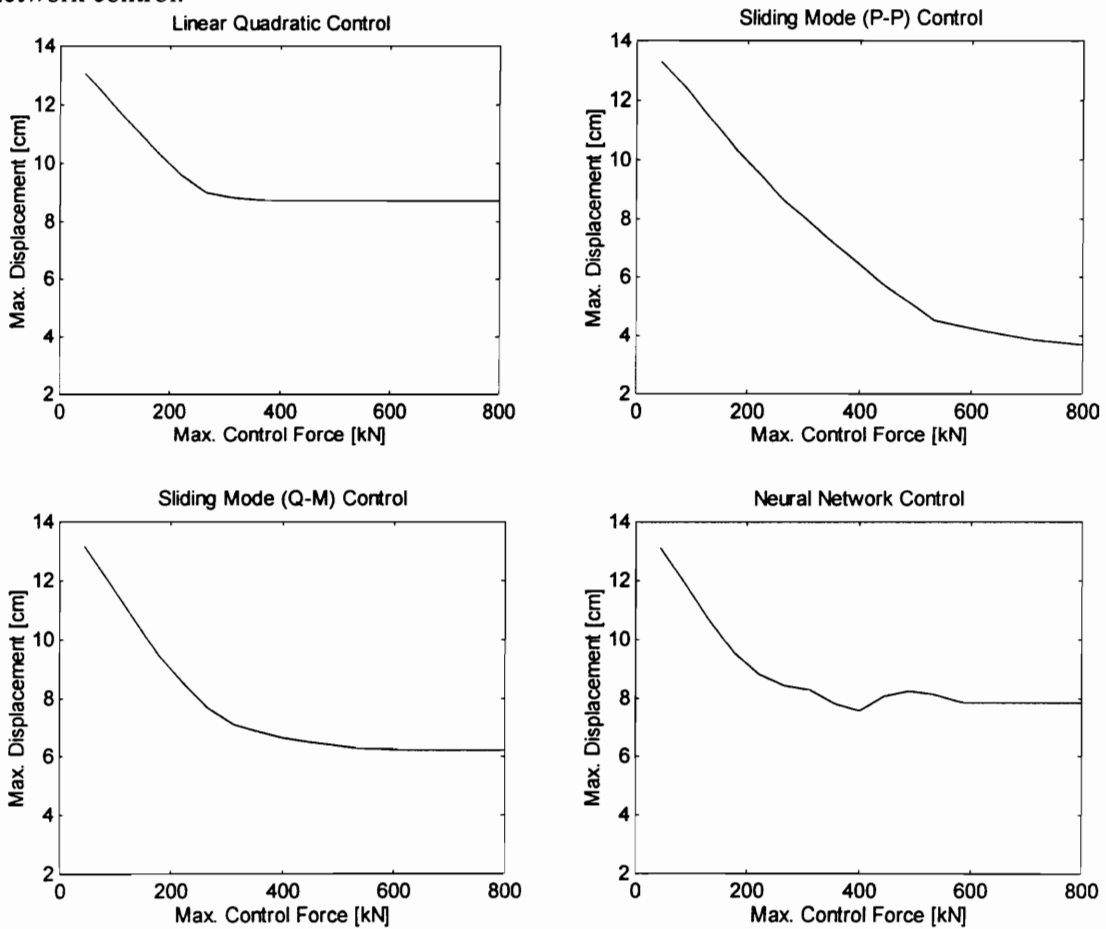 network control.
Linear Quadratic Control
14
12
10
8
6
4
2
Max. Displacement [cm]
0 200 400 600 800
Max. Control Force [kN]
Sliding Mode (P-P) Control
14
12
10
8
6
4
2
Max. Displacement [cm]
0 200 400 600 800
Max. Control Force [kN]
Sliding Mode (Q-M) Control
14
12
10
8
6
4
2
Max. Displacement [cm]
0 200 400 600 800
Max. Control Force [kN]
Neural Network Control
14
12
10
8
6
4
2
Max. Displacement [cm]
0 200 400 600 800
Max. Control Force [kN]